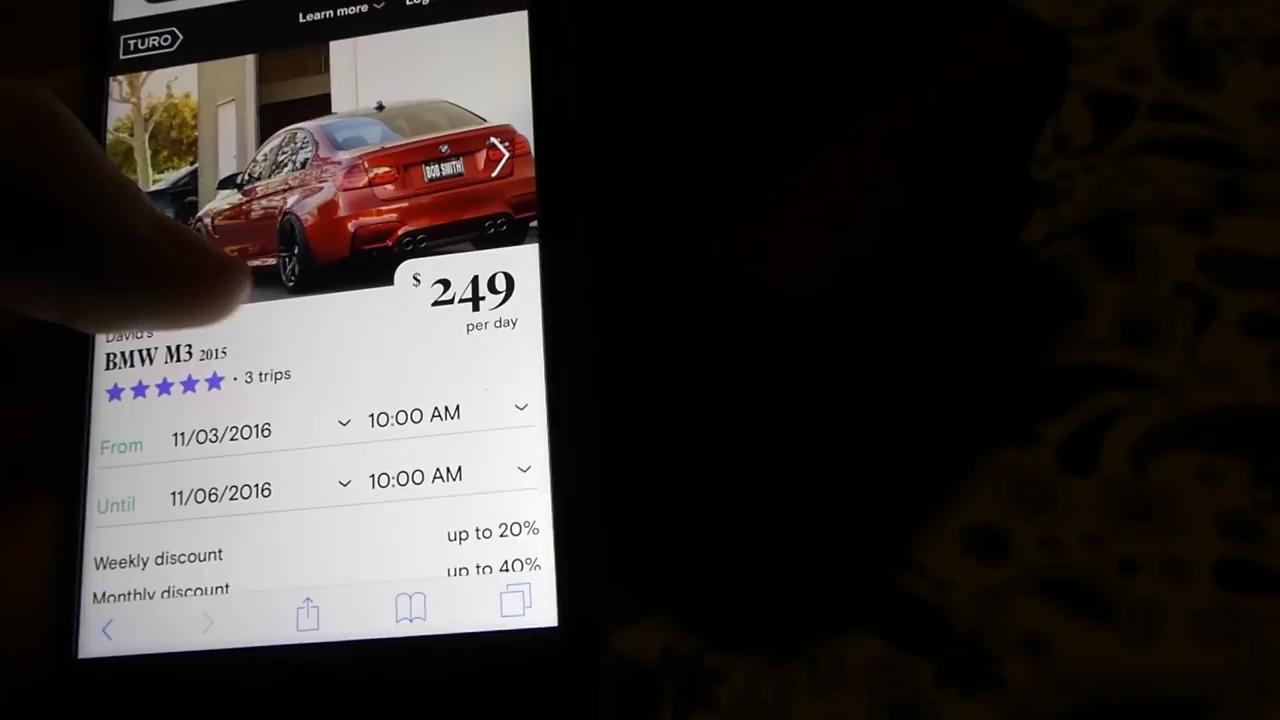 Learn more
TURO
BOB SMITH
$249
per day
David's
BMW M3 2015
· 3 trips
From 11/03/2016 10:00 AM
Until 11/06/2016 10:00 AM
Weekly discount up to 20%
Monthly discount up to 40%